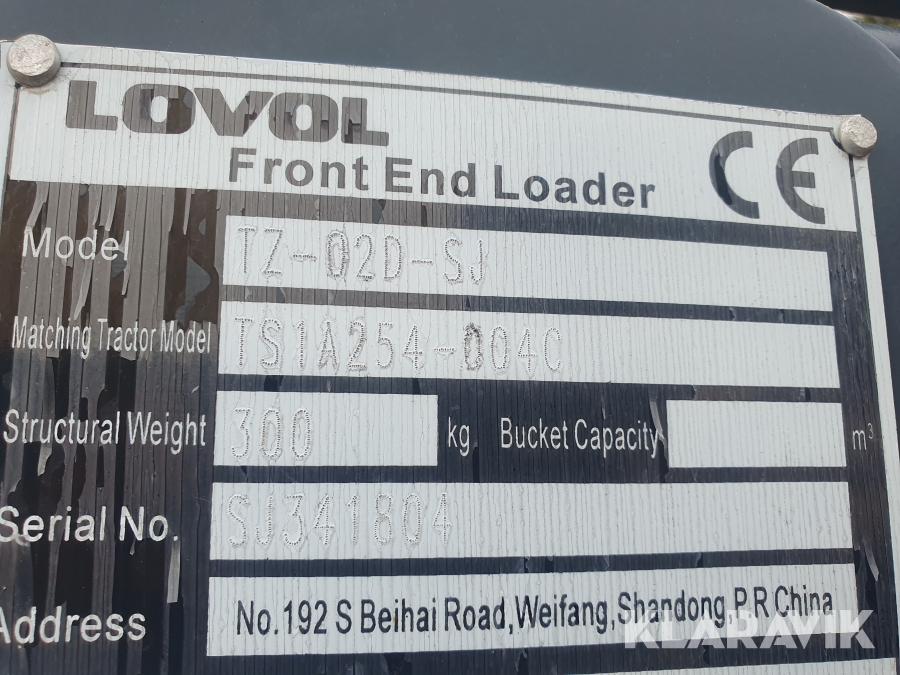 LOVOL
Front End Loader CE
Model TZ-02D-SJ
Matching Tractor Model TS1A254-004C
Structural Weight 300 kg Bucket Capacity m³
Serial No. SJ341804
Address No.192 S Beihai Road,Weifang,Shandong,P.R China
KLARAVIK